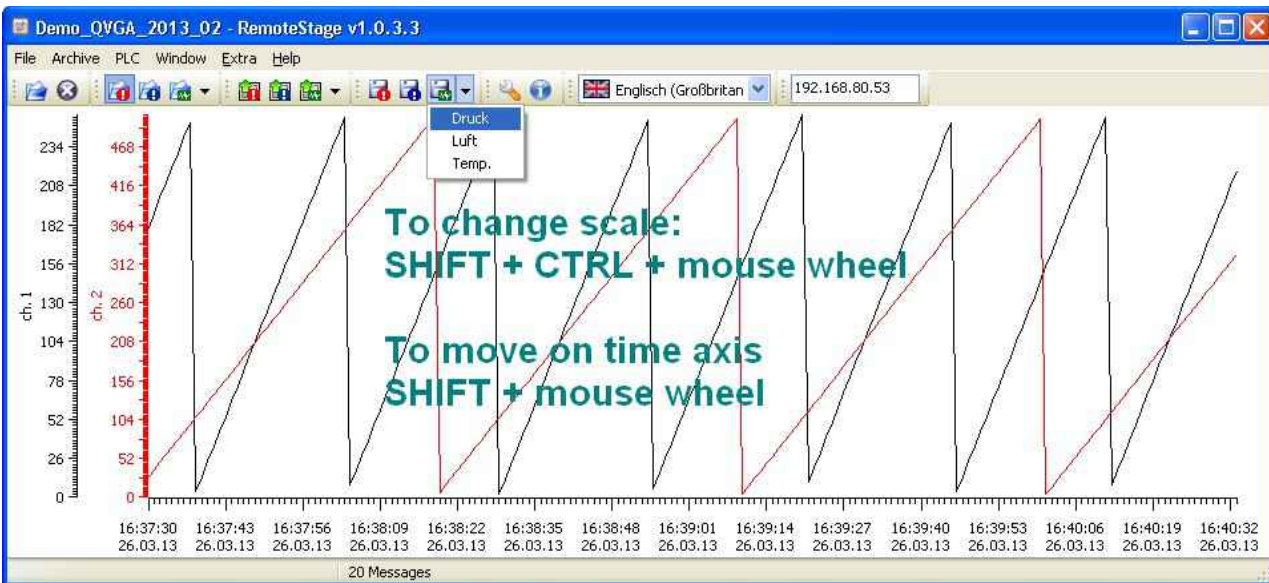 Demo_QVGA_2013_02 - RemoteStage v1.0.3.3
File Archive PLC Window Extra Help
Englisch (Großbritan 192.168.80.53
Druck
Luft
Temp.
234 468
208 416
182 364
156 312
130 260
104 208
78 156
52 104
26 52
0 0
ch. 1
ch. 2
To change scale:
SHIFT + CTRL + mouse wheel
To move on time axis
SHIFT + mouse wheel
16:37:30 16:37:43 16:37:56 16:38:09 16:38:22 16:38:35 16:38:48 16:39:01 16:39:14 16:39:27 16:39:40 16:39:53 16:40:06 16:40:19 16:40:32
26.03.13 26.03.13 26.03.13 26.03.13 26.03.13 26.03.13 26.03.13 26.03.13 26.03.13 26.03.13 26.03.13 26.03.13 26.03.13 26.03.13 26.03.13
20 Messages